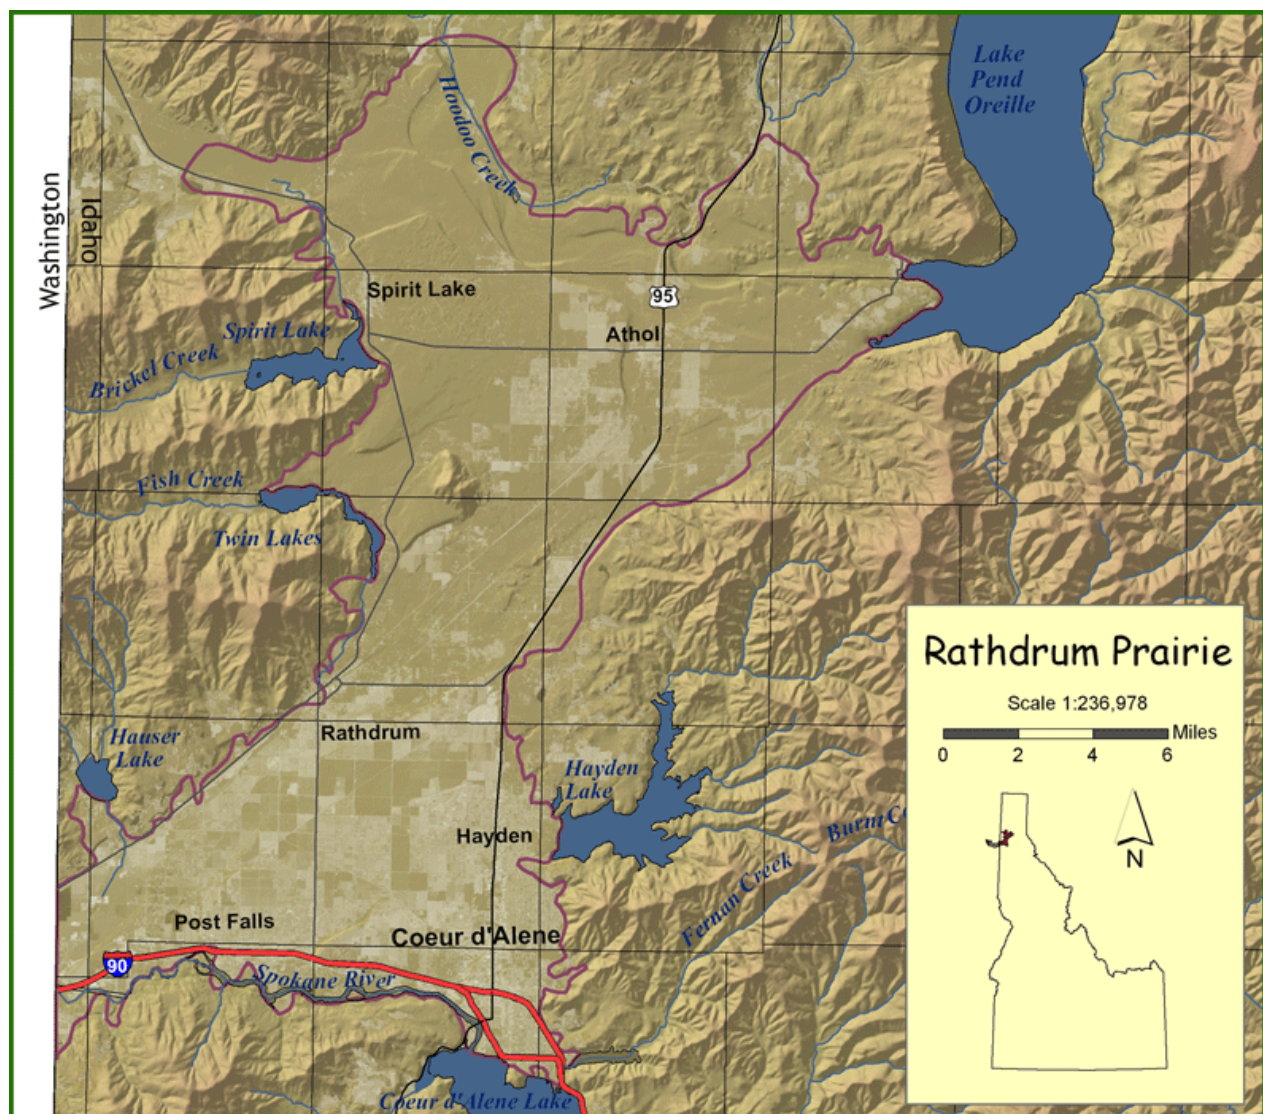 Lake
Pend
Oreille
Hoodoo Creek
Washington
Idaho
Spirit Lake
95
Spirit Lake
Athol
Brickel Creek
Fish Creek
Twin Lakes
Rathdrum Prairie
Scale 1:236,978
Miles
0 2 4 6
Hauser
Lake
Rathdrum
Hayden
Lake
Hayden
Burnt C
Fernan Creek
N
Post Falls
Coeur d'Alene
90
Spokane River
Coeur d'Alene Lake